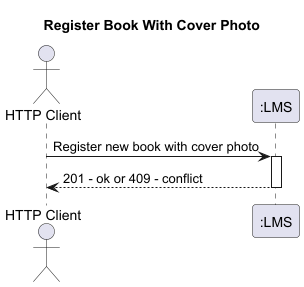 Register Book With Cover Photo
HTTP Client
:LMS
Register new book with cover photo
201 - ok or 409 - conflict
HTTP Client
:LMS